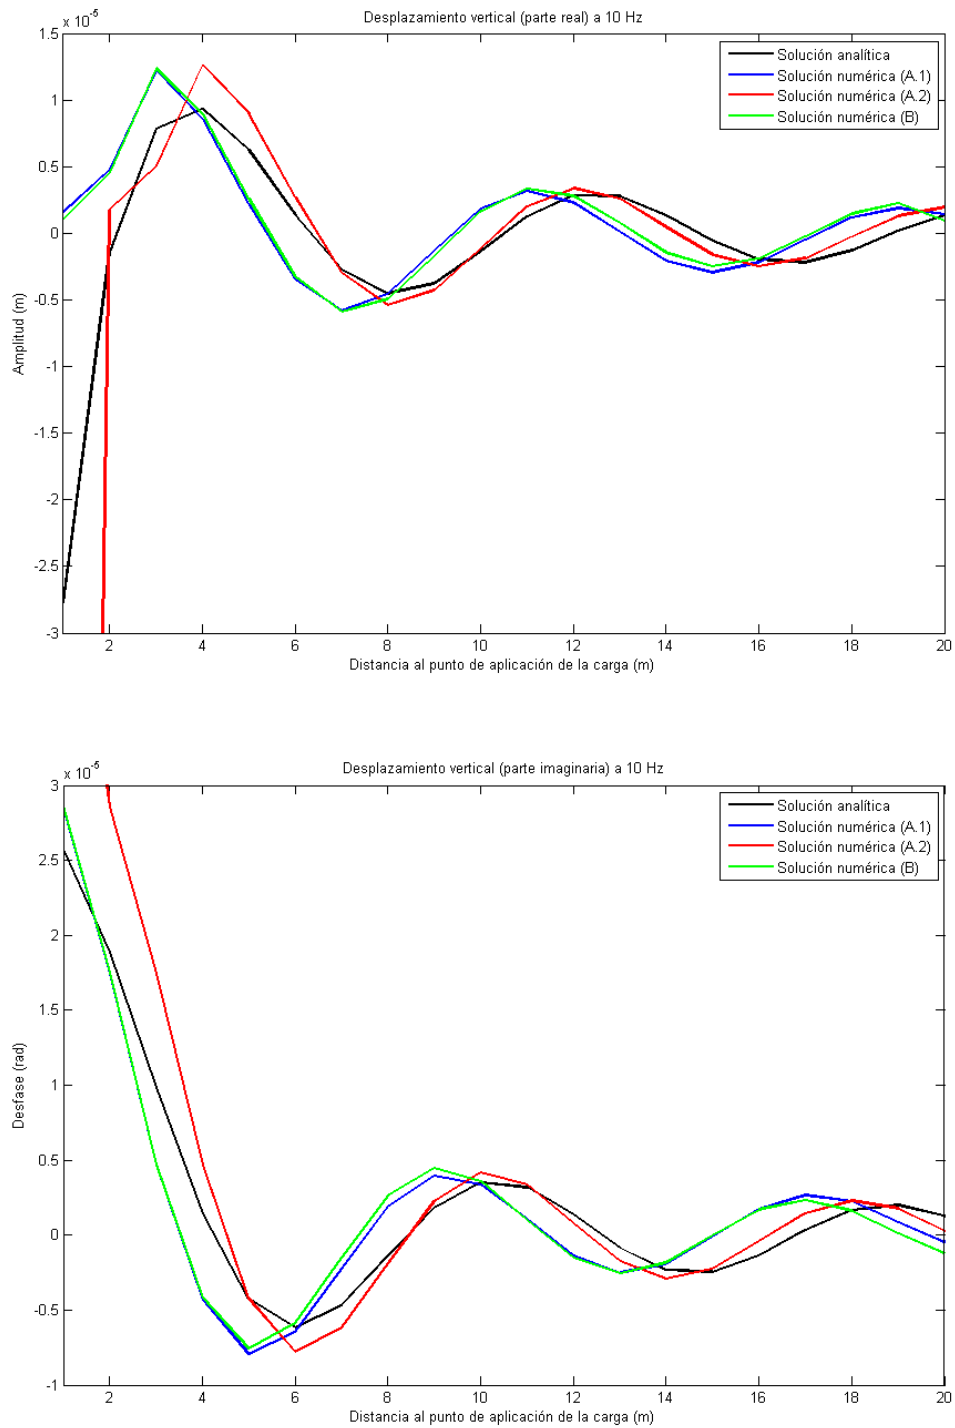 Desplazamiento vertical (parte real) a 10 Hz
x 10^-5
1.5
1
0.5
0
-0.5
-1
-1.5
-2
-2.5
-3
Amplitud (m)
Solución analítica
Solución numérica (A.1)
Solución numérica (A.2)
Solución numérica (B)
2 4 6 8 10 12 14 16 18 20
Distancia al punto de aplicación de la carga (m)
Desplazamiento vertical (parte imaginaria) a 10 Hz
x 10^-5
3
2.5
2
1.5
1
0.5
0
-0.5
-1
Desfase (rad)
Solución analítica
Solución numérica (A.1)
Solución numérica (A.2)
Solución numérica (B)
2 4 6 8 10 12 14 16 18 20
Distancia al punto de aplicación de la carga (m)